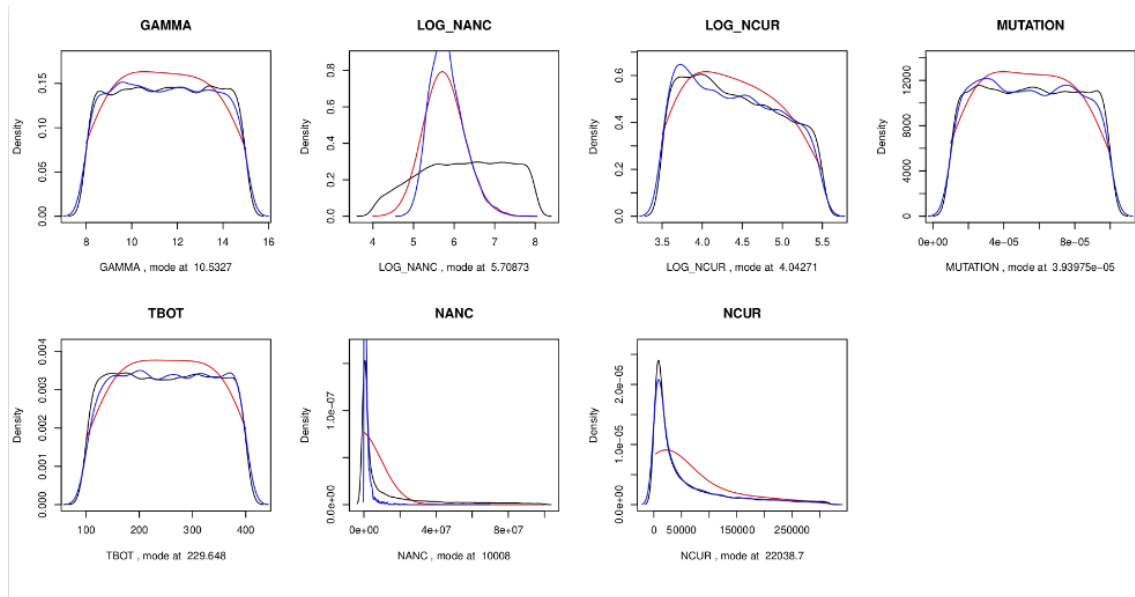 GAMMA
LOG_NANC
LOG_NCUR
MUTATION
Density
0.00 0.05 0.10 0.15
8 10 12 14 16
GAMMA , mode at 10.5327
Density
0.0 0.2 0.4 0.6 0.8
4 5 6 7 8
LOG_NANC , mode at 5.70873
Density
0.0 0.2 0.4 0.6
3.5 4.0 4.5 5.0 5.5
LOG_NCUR , mode at 4.04271
Density
0 4000 8000 12000
0e+00 4e-05 8e-05
MUTATION , mode at 3.93975e-05
TBOT
NANC
NCUR
Density
0.000 0.001 0.002 0.003 0.004
100 200 300 400
TBOT , mode at 229.648
Density
0.0e+00 1.0e-07
0e+00 4e+07 8e+07
NANC , mode at 10008
Density
0.0e+00 1.0e-05 2.0e-05
0 50000 150000 250000
NCUR , mode at 22038.7